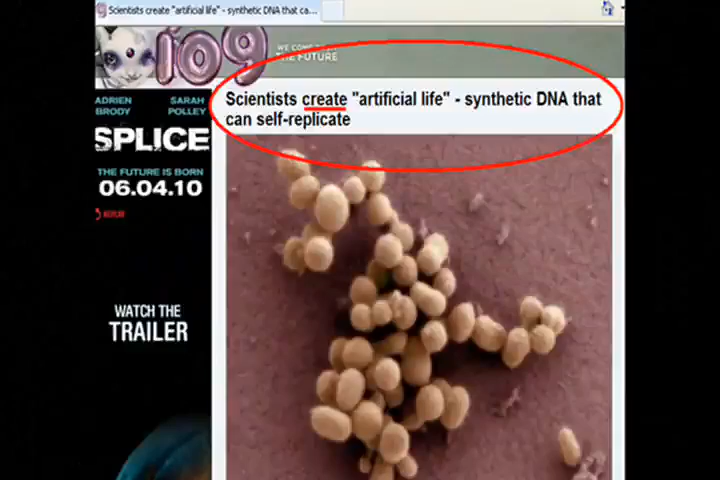 Scientists create "artificial life" - synthetic DNA that ca...
io9
WE COME FROM
THE FUTURE
Scientists create "artificial life" - synthetic DNA that
can self-replicate
ADRIEN BRODY
SARAH POLLEY
SPLICE
THE FUTURE IS BORN
06.04.10
WATCH THE
TRAILER